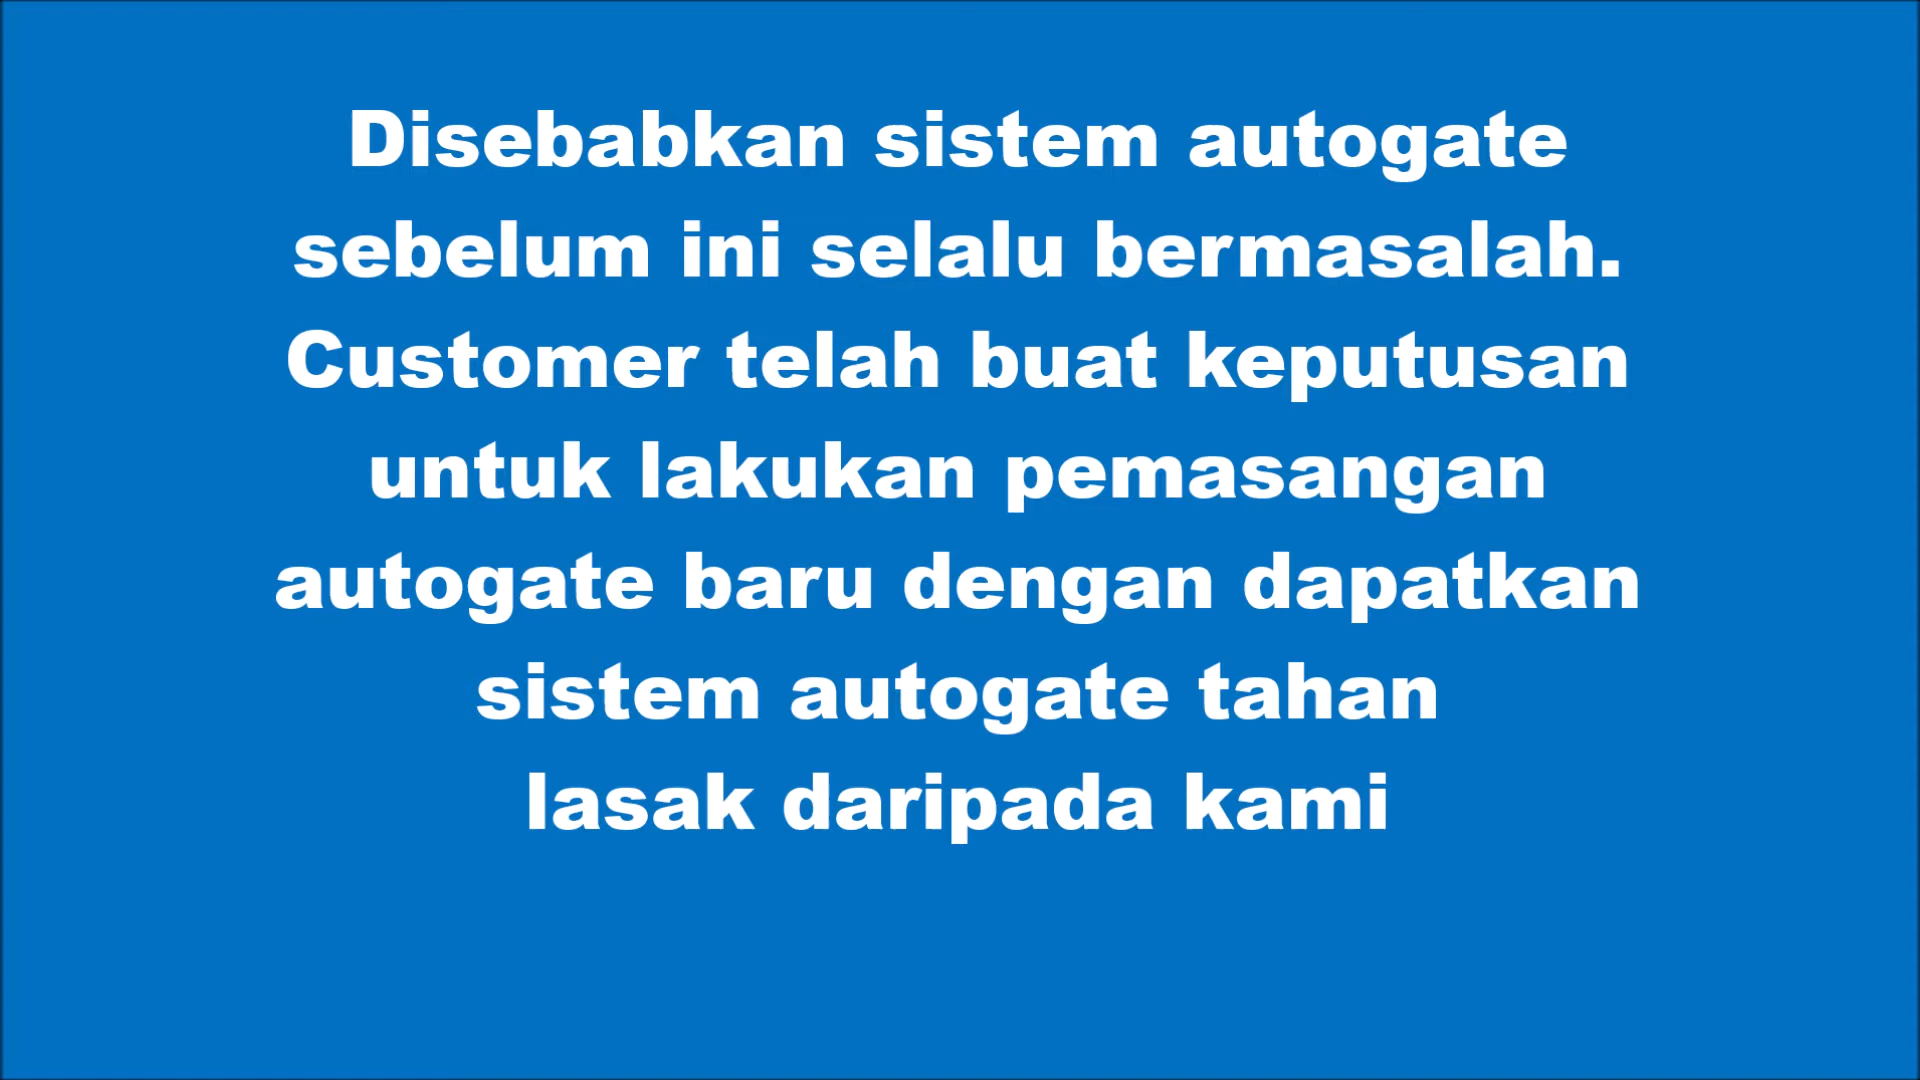 Disebabkan sistem autogate
sebelum ini selalu bermasalah.
Customer telah buat keputusan
untuk lakukan pemasangan
autogate baru dengan dapatkan
sistem autogate tahan
lasak daripada kami